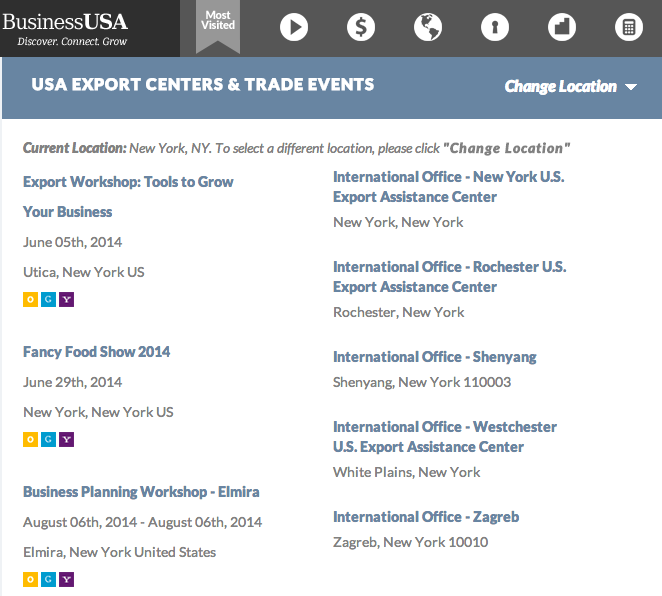 BusinessUSA
Discover. Connect. Grow
Most
Visited
$
USA EXPORT CENTERS & TRADE EVENTS
Change Location
Current Location: New York, NY. To select a different location, please click "Change Location"
Export Workshop: Tools to Grow
Your Business
June 05th, 2014
Utica, New York US
O G Y
Fancy Food Show 2014
June 29th, 2014
New York, New York US
O G Y
Business Planning Workshop - Elmira
August 06th, 2014 - August 06th, 2014
Elmira, New York United States
O G Y
International Office - New York U.S.
Export Assistance Center
New York, New York
International Office - Rochester U.S.
Export Assistance Center
Rochester, New York
International Office - Shenyang
Shenyang, New York 110003
International Office - Westchester
U.S. Export Assistance Center
White Plains, New York
International Office - Zagreb
Zagreb, New York 10010